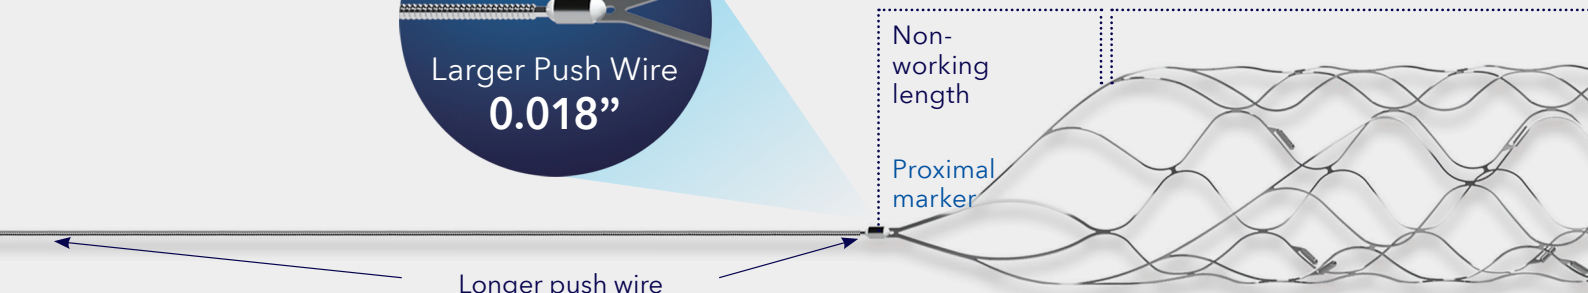 Larger Push Wire
0.018”
Non-
working
length
Proximal
marker
Longer push wire